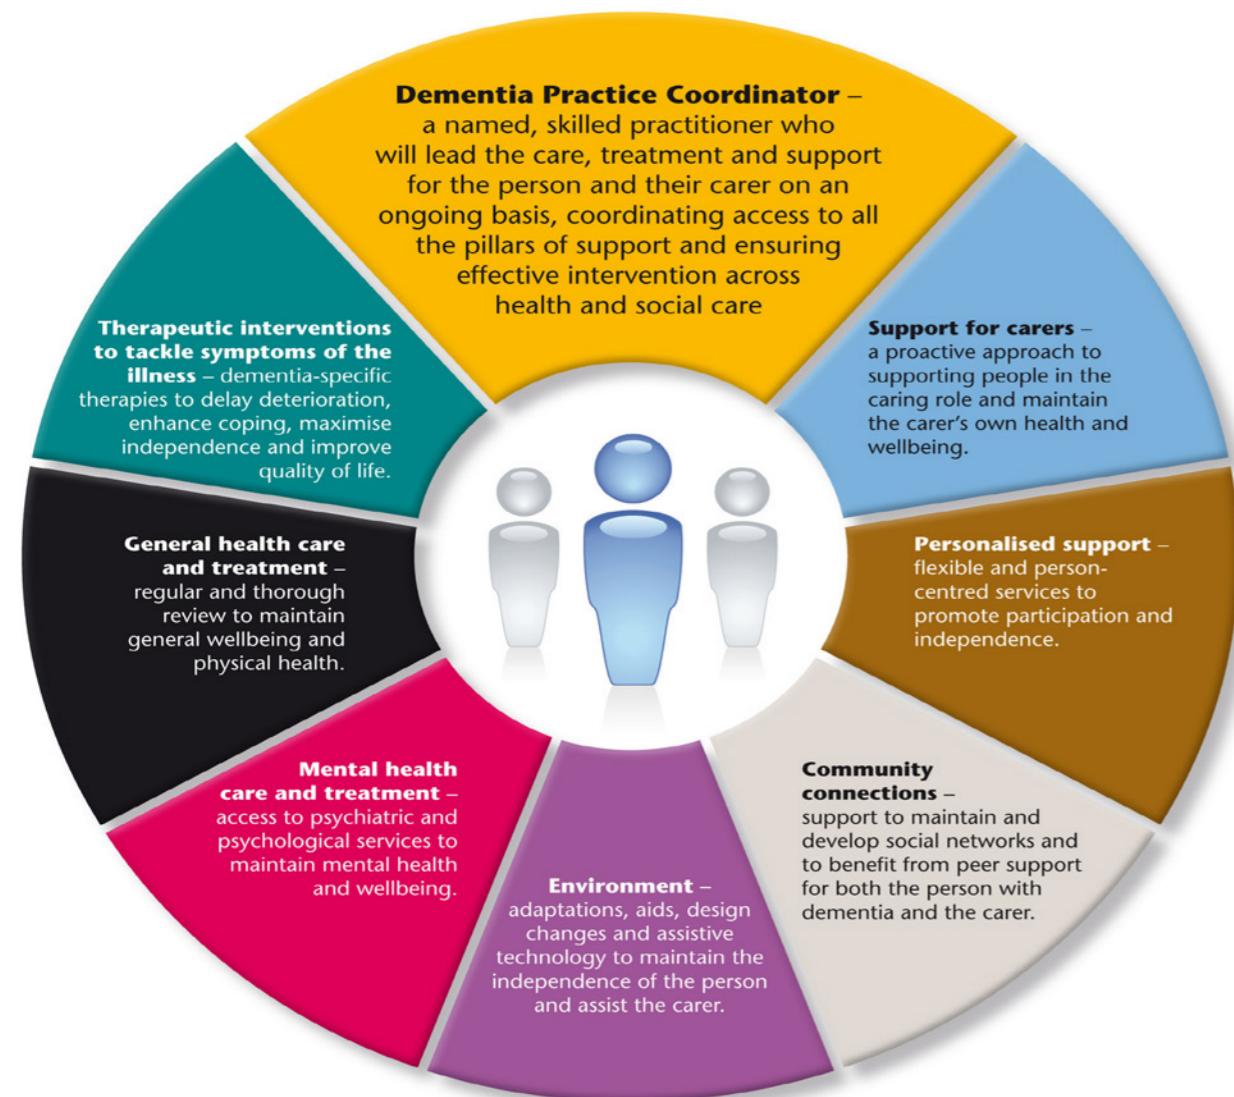 Dementia Practice Coordinator –
a named, skilled practitioner who
will lead the care, treatment and support
for the person and their carer on an
ongoing basis, coordinating access to all
the pillars of support and ensuring
effective intervention across
health and social care
Support for carers –
a proactive approach to
supporting people in the
caring role and maintain
the carer's own health and
wellbeing.
Personalised support –
flexible and person-
centred services to
promote participation and
independence.
Community
connections –
support to maintain and
develop social networks and
to benefit from peer support
for both the person with
dementia and the carer.
Environment –
adaptations, aids, design
changes and assistive
technology to maintain the
independence of the person
and assist the carer.
Mental health
care and treatment –
access to psychiatric and
psychological services to
maintain mental health
and wellbeing.
General health care
and treatment –
regular and thorough
review to maintain
general wellbeing and
physical health.
Therapeutic interventions
to tackle symptoms of the
illness – dementia-specific
therapies to delay deterioration,
enhance coping, maximise
independence and improve
quality of life.